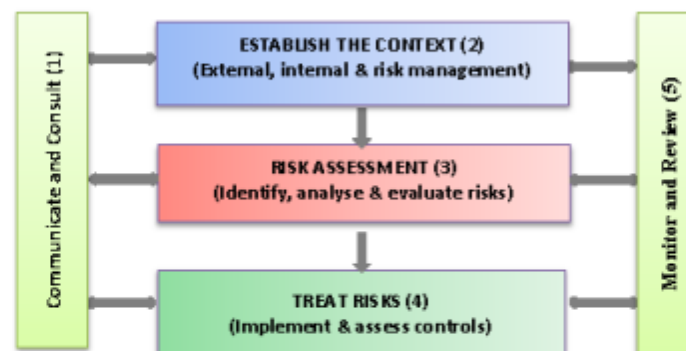 Communicate and Consult (1)
ESTABLISH THE CONTEXT (2)
(External, internal & risk management)
RISK ASSESSMENT (3)
(Identify, analyse & evaluate risks)
TREAT RISKS (4)
(Implement & assess controls)
Monitor and Review (5)